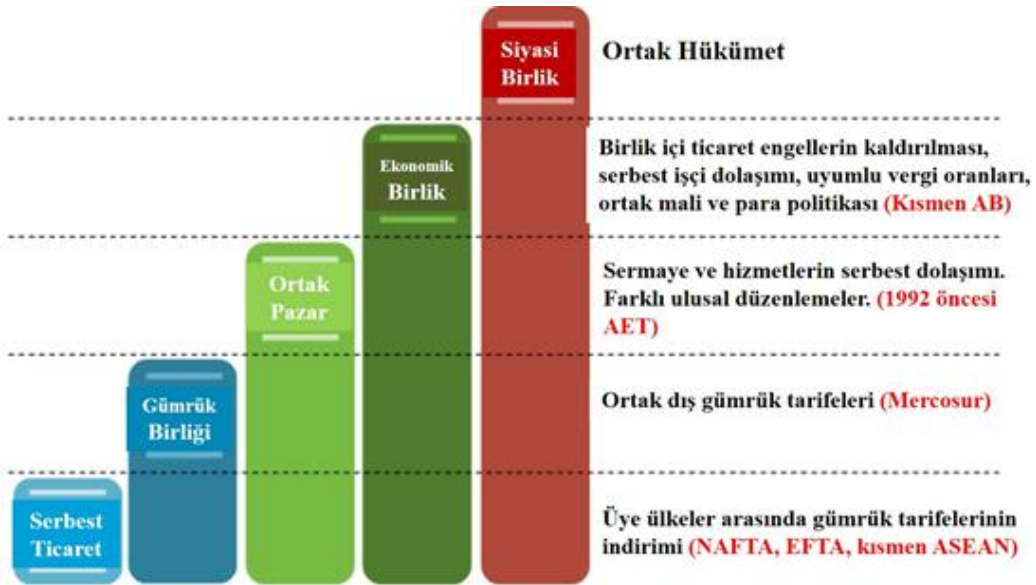 Siyasi
Birlik
Ortak Hükümet
Ekonomik
Birlik
Birlik içi ticaret engellerin kaldırılması,
serbest işçi dolaşımı, uyumlu vergi oranları,
ortak mali ve para politikası (Kısmen AB)
Ortak
Pazar
Sermaye ve hizmetlerin serbest dolaşımı.
Farklı ulusal düzenlemeler. (1992 öncesi
AET)
Gümrük
Birliği
Ortak dış gümrük tarifeleri (Mercosur)
Serbest
Ticaret
Üye ülkeler arasında gümrük tarifelerinin
indirimi (NAFTA, EFTA, kısmen ASEAN)